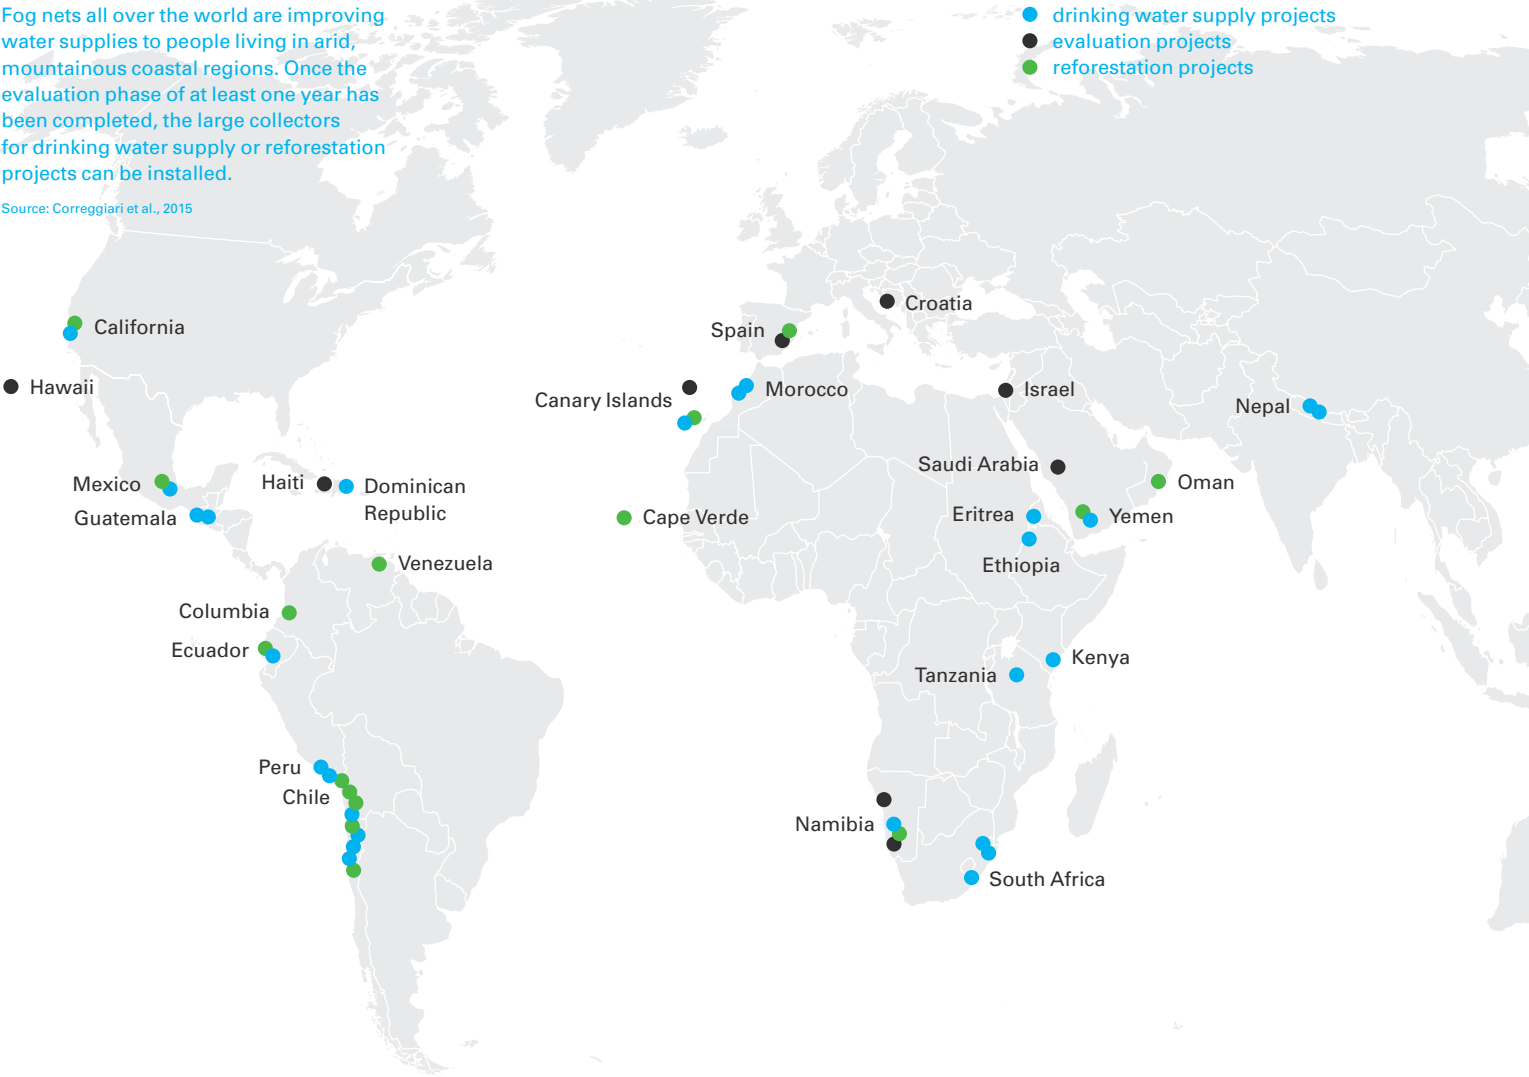 Fog nets all over the world are improving
water supplies to people living in arid,
mountainous coastal regions. Once the
evaluation phase of at least one year has
been completed, the large collectors
for drinking water supply or reforestation
projects can be installed.
Source: Correggiari et al., 2015
drinking water supply projects
evaluation projects
reforestation projects
California
Hawaii
Mexico
Guatemala
Haiti
Dominican
Republic
Venezuela
Columbia
Ecuador
Peru
Chile
Spain
Croatia
Canary Islands
Morocco
Israel
Nepal
Saudi Arabia
Oman
Cape Verde
Eritrea
Yemen
Ethiopia
Kenya
Tanzania
Namibia
South Africa